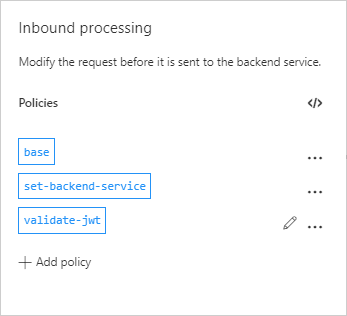 Inbound processing
Modify the request before it is sent to the backend service.
Policies </>
base ...
set-backend-service ...
validate-jwt ...
+ Add policy